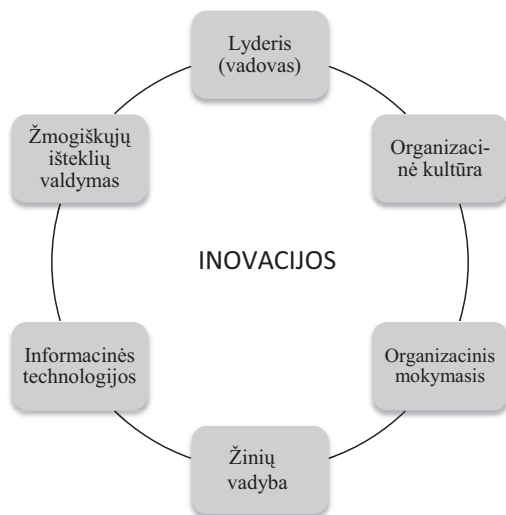 Lyderis
(vadovas)
Organizaci-
nė kultūra
Organizacinis
mokymasis
Žinių
vadyba
Informacinės
technologijos
Žmogiškųjų
išteklių
valdymas
INOVACIJOS